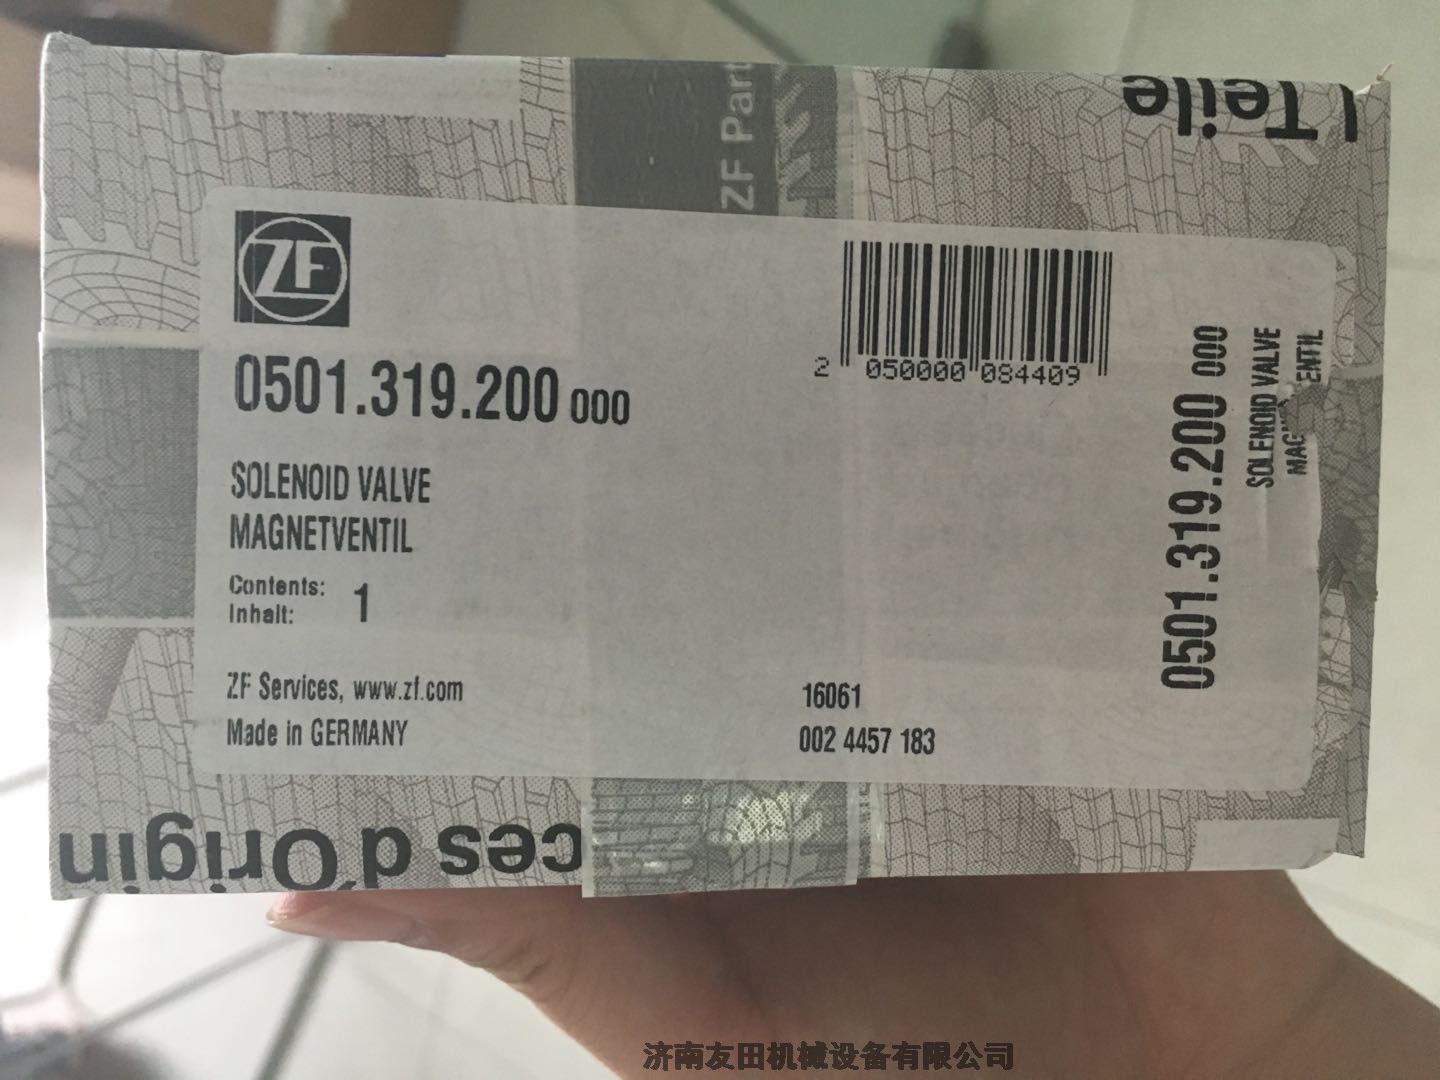 l Teile
ZF Part
ZF
0501.319.200 000
SOLENOID VALVE
MAGNETVENTIL
Contents:
Inhalt: 1
ZF Services, www.zf.com
Made in GERMANY
2 050000 084409
16061
002 4457 183
0501.319.200 000
SOLENOID VALVE
MAG ENTIL
ces d'Origin
济南友田机械设备有限公司